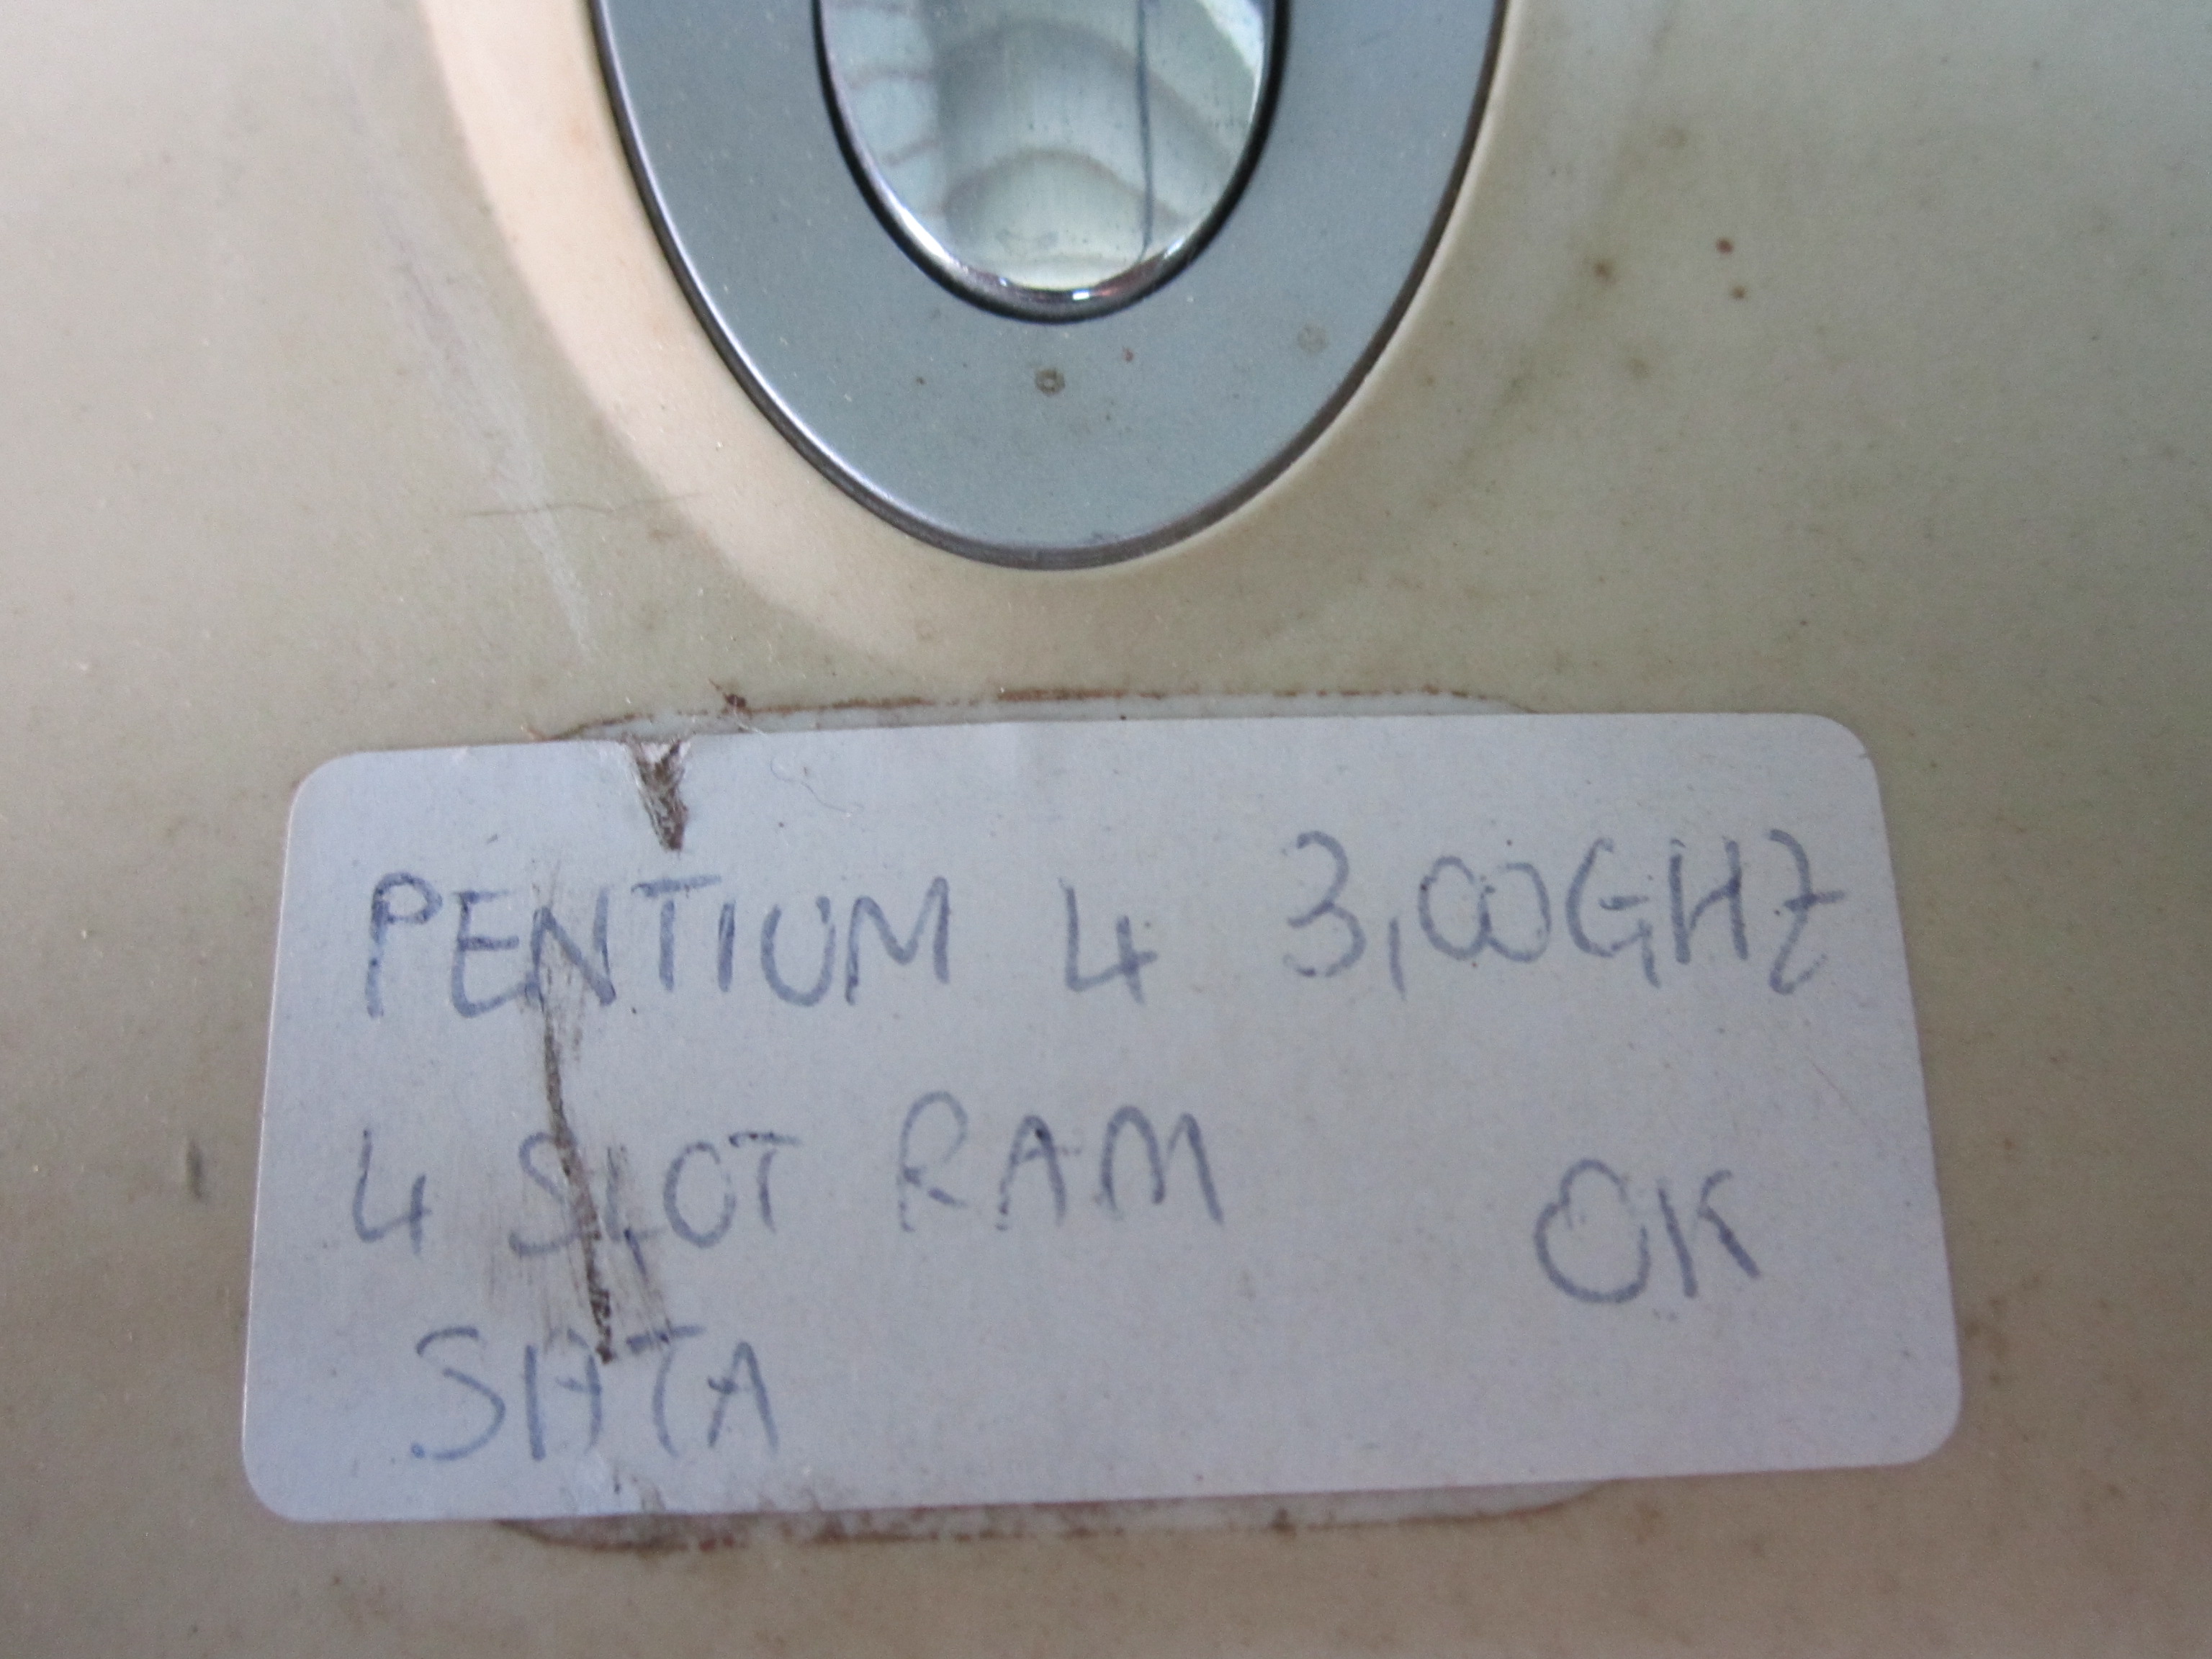 PENTIUM 4 3,00GHZ
4 SLOT RAM
OK
SATA